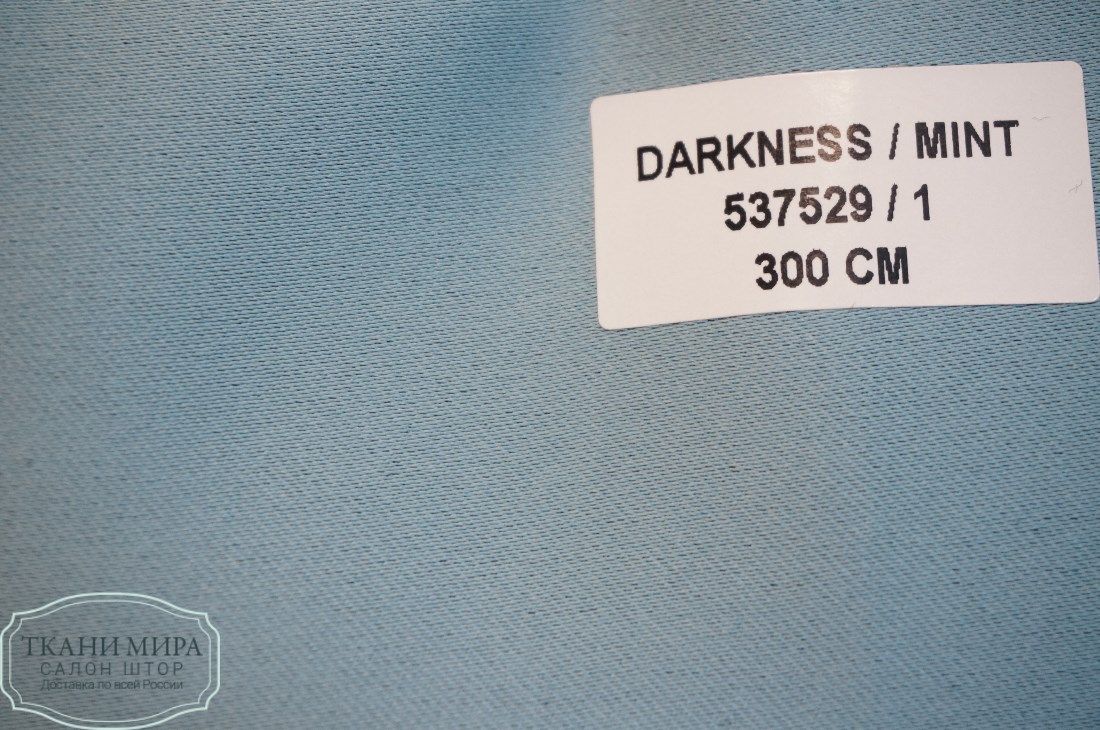 DARKNESS / MINT
537529 / 1
300 CM
ТКАНИ МИРА
САЛОН ШТОР
Доставка по всей России